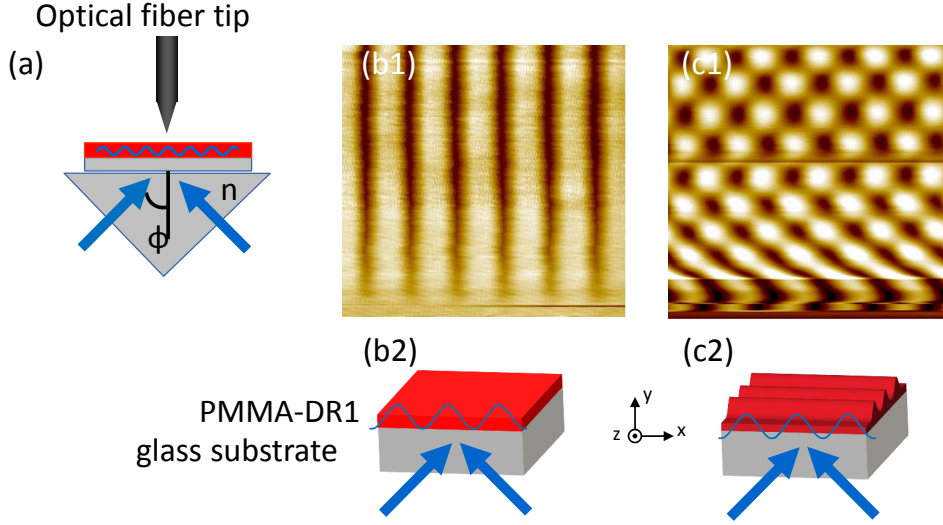 Optical fiber tip
(a)
(b1)
(c1)
n
ϕ
(b2)
(c2)
PMMA-DR1
glass substrate
y
z
x